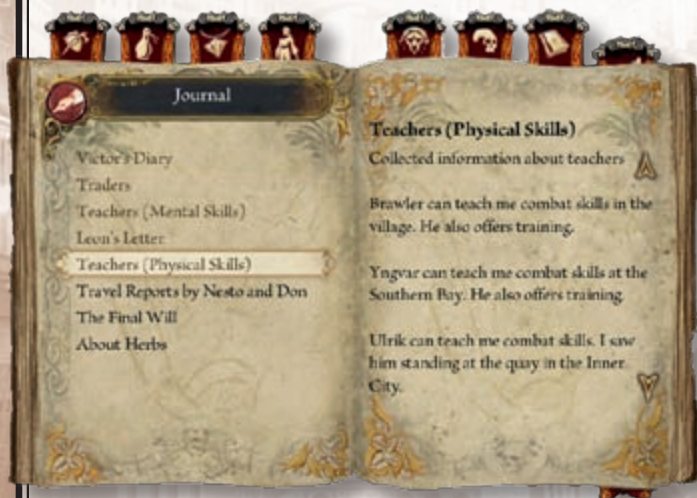 Journal
Victor's Diary
Traders
Teachers (Mental Skills)
Leon's Letter
Teachers (Physical Skills)
Travel Reports by Nesto and Don
The Final Will
About Herbs
Teachers (Physical Skills)
Collected information about teachers
Brawler can teach me combat skills in the
village. He also offers training.
Yngvar can teach me combat skills at the
Southern Bay. He also offers training.
Ulrik can teach me combat skills. I saw
him standing at the quay in the Inner
City.